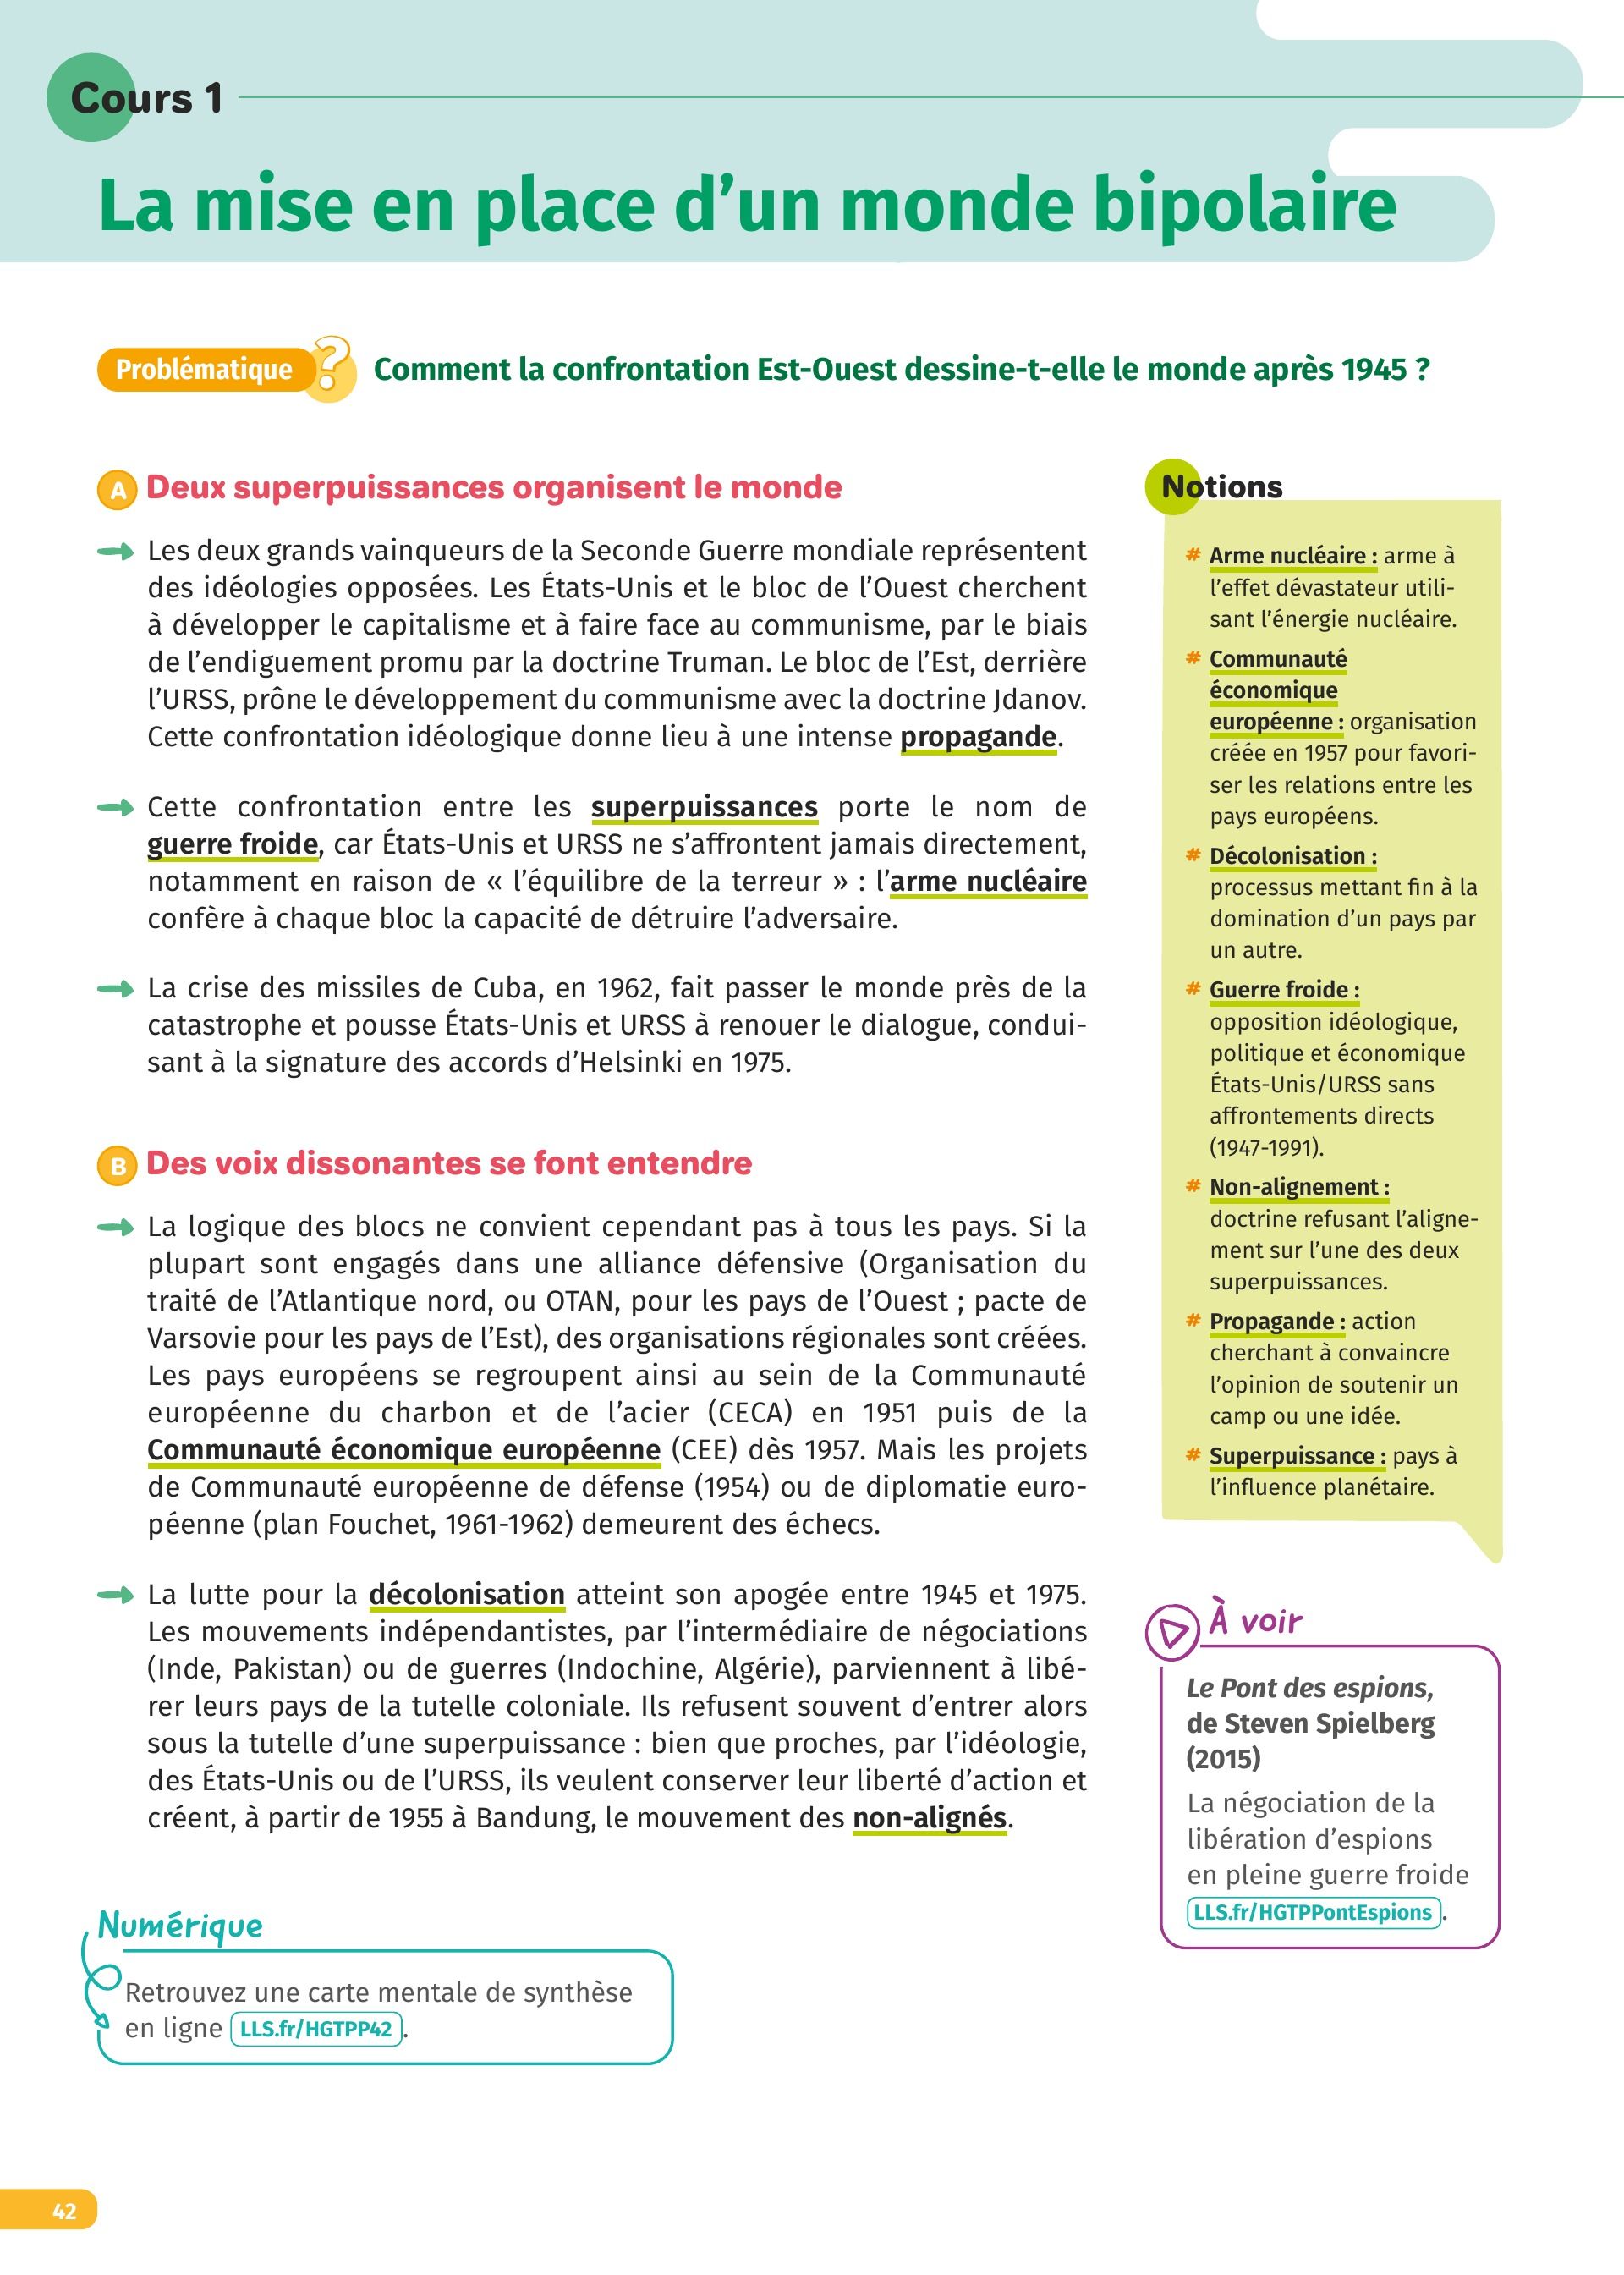 Cours 1
La mise en place d’un monde bipolaire
Problématique ? Comment la confrontation Est-Ouest dessine-t-elle le monde après 1945 ?
A Deux superpuissances organisent le monde
Les deux grands vainqueurs de la Seconde Guerre mondiale représentent
des idéologies opposées. Les États-Unis et le bloc de l’Ouest cherchent
à développer le capitalisme et à faire face au communisme, par le biais
de l’endiguement promu par la doctrine Truman. Le bloc de l’Est, derrière
l’URSS, prône le développement du communisme avec la doctrine Jdanov.
Cette confrontation idéologique donne lieu à une intense propagande.
Cette confrontation entre les superpuissances porte le nom de
guerre froide, car États-Unis et URSS ne s’affrontent jamais directement,
notamment en raison de « l’équilibre de la terreur » : l’arme nucléaire
confère à chaque bloc la capacité de détruire l’adversaire.
La crise des missiles de Cuba, en 1962, fait passer le monde près de la
catastrophe et pousse États-Unis et URSS à renouer le dialogue, condui-
sant à la signature des accords d’Helsinki en 1975.
B Des voix dissonantes se font entendre
La logique des blocs ne convient cependant pas à tous les pays. Si la
plupart sont engagés dans une alliance défensive (Organisation du
traité de l’Atlantique nord, ou OTAN, pour les pays de l’Ouest ; pacte de
Varsovie pour les pays de l’Est), des organisations régionales sont créées.
Les pays européens se regroupent ainsi au sein de la Communauté
européenne du charbon et de l’acier (CECA) en 1951 puis de la
Communauté économique européenne (CEE) dès 1957. Mais les projets
de Communauté européenne de défense (1954) ou de diplomatie euro-
péenne (plan Fouchet, 1961-1962) demeurent des échecs.
La lutte pour la décolonisation atteint son apogée entre 1945 et 1975.
Les mouvements indépendantistes, par l’intermédiaire de négociations
(Inde, Pakistan) ou de guerres (Indochine, Algérie), parviennent à libé-
rer leurs pays de la tutelle coloniale. Ils refusent souvent d’entrer alors
sous la tutelle d’une superpuissance : bien que proches, par l’idéologie,
des États-Unis ou de l’URSS, ils veulent conserver leur liberté d’action et
créent, à partir de 1955 à Bandung, le mouvement des non-alignés.
Numérique
Retrouvez une carte mentale de synthèse
en ligne LLS.fr/HGTPP42 .
Notions
# Arme nucléaire : arme à
l’effet dévastateur utili-
sant l’énergie nucléaire.
# Communauté
économique
européenne : organisation
créée en 1957 pour favori-
ser les relations entre les
pays européens.
# Décolonisation :
processus mettant fin à la
domination d’un pays par
un autre.
# Guerre froide :
opposition idéologique,
politique et économique
États-Unis/URSS sans
affrontements directs
(1947-1991).
# Non-alignement :
doctrine refusant l’aligne-
ment sur l’une des deux
superpuissances.
# Propagande : action
cherchant à convaincre
l’opinion de soutenir un
camp ou une idée.
# Superpuissance : pays à
l’influence planétaire.
À voir
Le Pont des espions,
de Steven Spielberg
(2015)
La négociation de la
libération d’espions
en pleine guerre froide
LLS.fr/HGTPPontEspions .
42